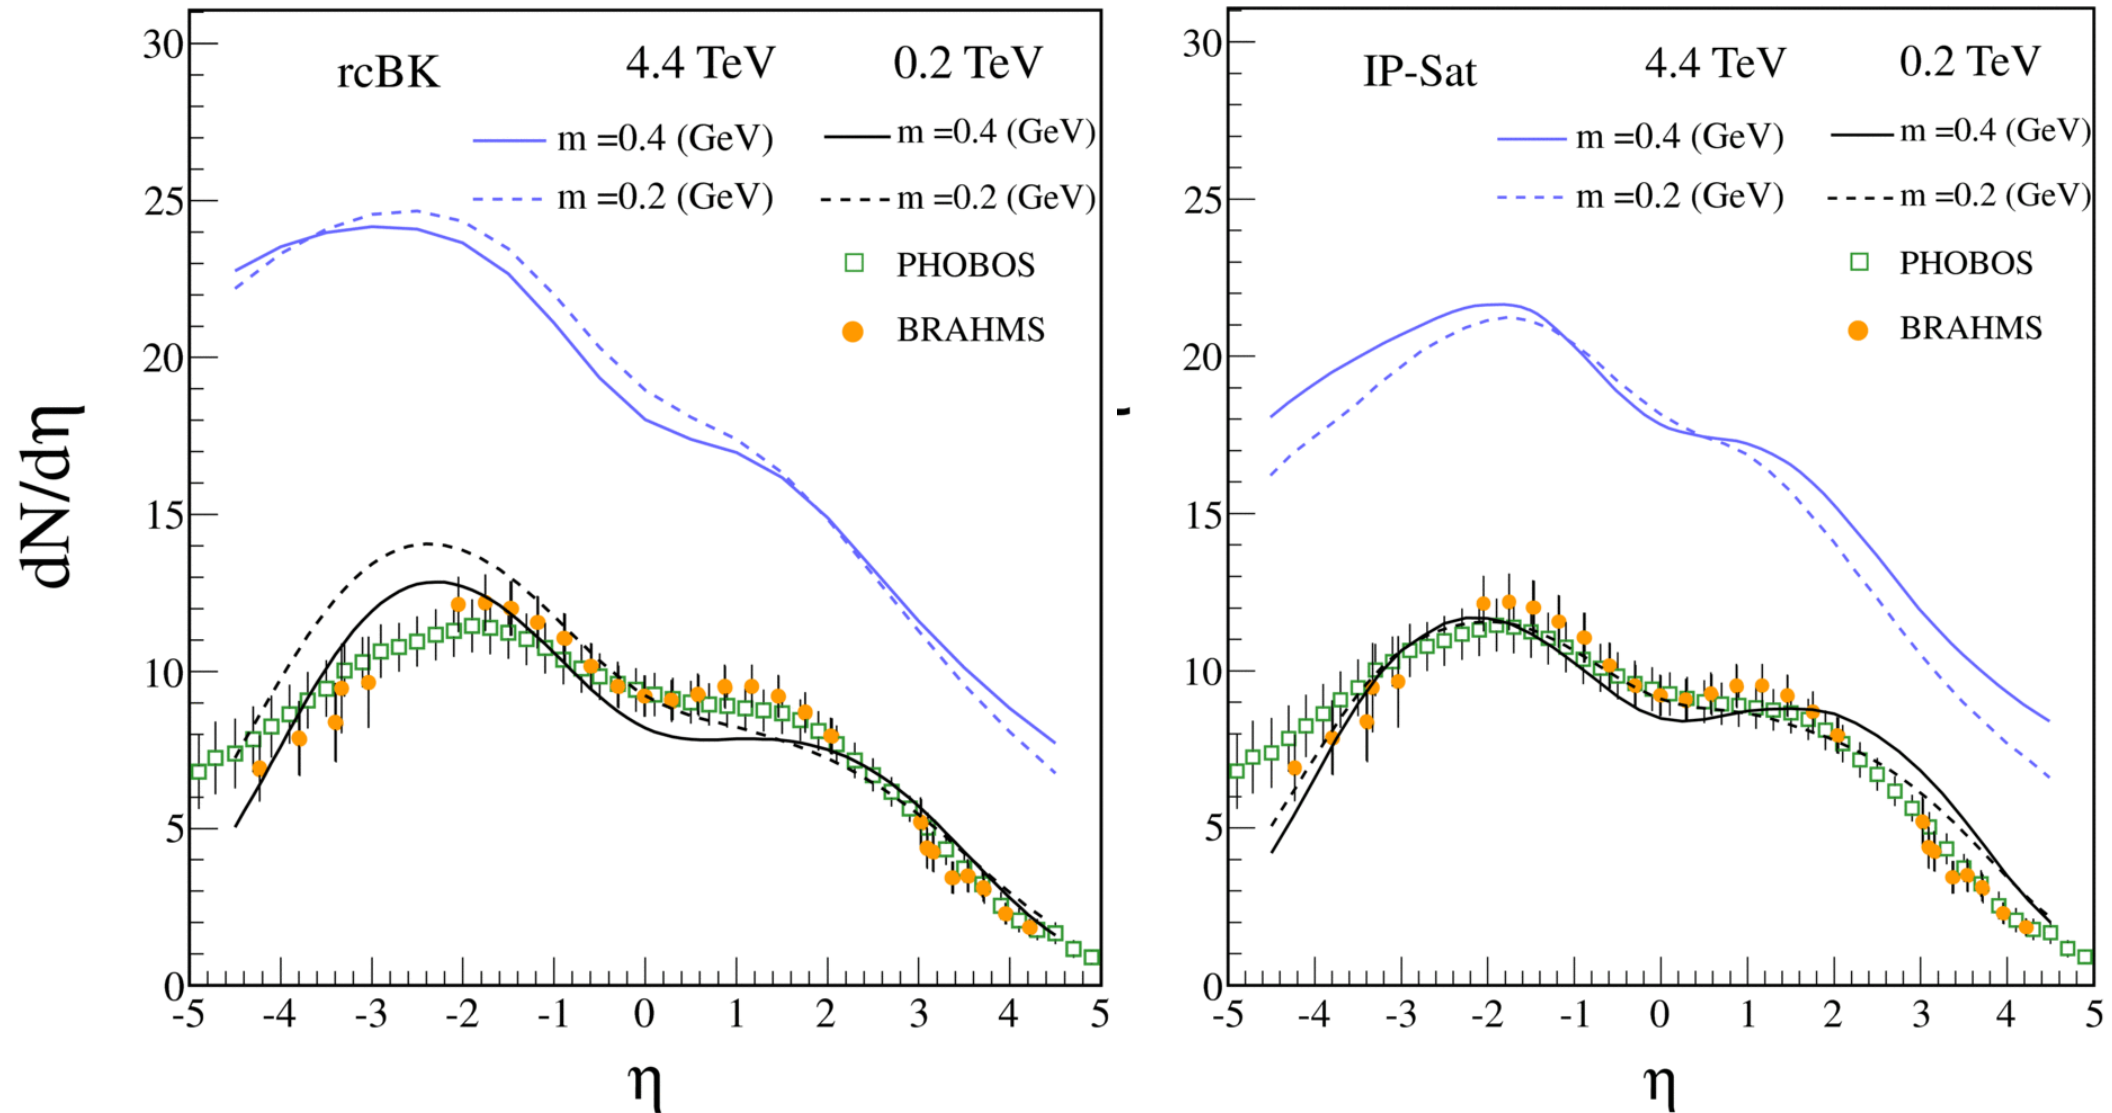 30
25
20
15
10
5
0
dN/dη
rcBK
4.4 TeV
0.2 TeV
m =0.4 (GeV)
m =0.4 (GeV)
m =0.2 (GeV)
m =0.2 (GeV)
PHOBOS
BRAHMS
-5 -4 -3 -2 -1 0 1 2 3 4 5
η
30
25
20
15
10
5
0
IP-Sat
4.4 TeV
0.2 TeV
m =0.4 (GeV)
m =0.4 (GeV)
m =0.2 (GeV)
m =0.2 (GeV)
PHOBOS
BRAHMS
-5 -4 -3 -2 -1 0 1 2 3 4 5
η